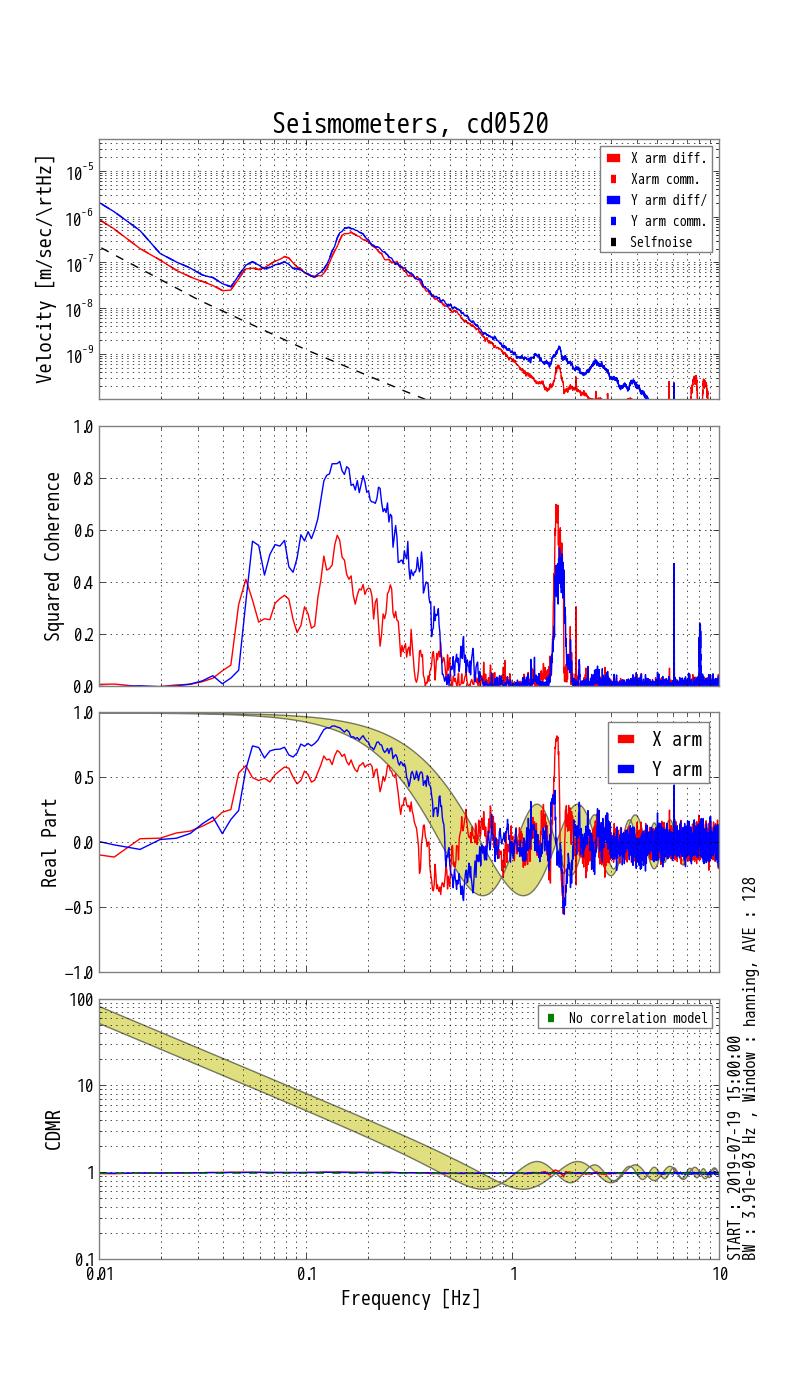 Seismometers, cd0520
Velocity [m/sec/\rtHz]
10^-5
10^-6
10^-7
10^-8
10^-9
X arm diff.
Xarm comm.
Y arm diff/
Y arm comm.
Selfnoise
Squared Coherence
1.0
0.8
0.6
0.4
0.2
0.0
Real Part
1.0
0.5
0.0
−0.5
−1.0
X arm
Y arm
CDMR
100
10
1
0.1
No correlation model
0.01
0.1
1
10
Frequency [Hz]
START : 2019-07-19 15:00:00
BW : 3.91e-03 Hz , Window : hanning, AVE : 128